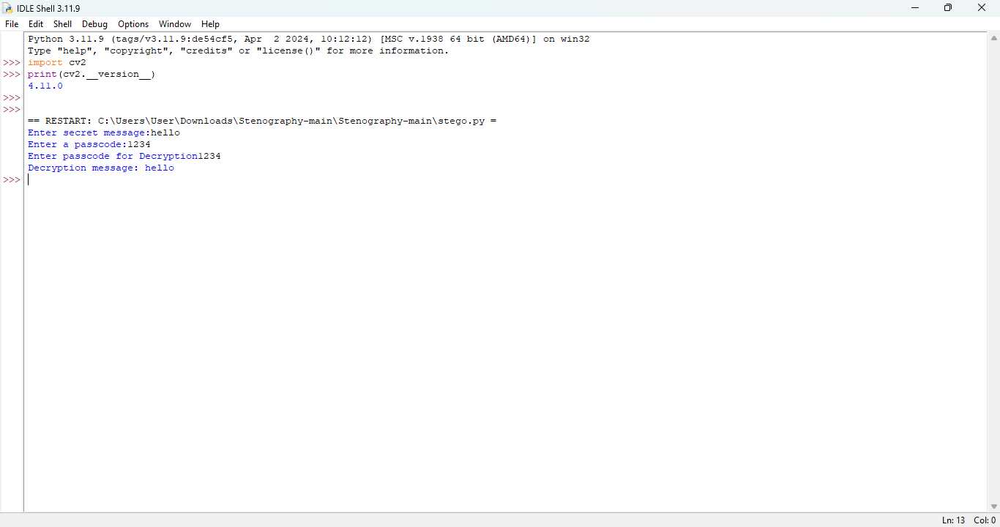 IDLE Shell 3.11.9
File Edit Shell Debug Options Window Help
Python 3.11.9 (tags/v3.11.9:de54cf5, Apr  2 2024, 10:12:12) [MSC v.1938 64 bit (AMD64)] on win32
Type "help", "copyright", "credits" or "license()" for more information.
>>> import cv2
>>> print(cv2.__version__)
4.11.0
>>>
>>>
== RESTART: C:\Users\User\Downloads\Stenography-main\Stenography-main\stego.py =
Enter secret message:hello
Enter a passcode:1234
Enter passcode for Decryption1234
Decryption message: hello
>>>
Ln: 13 Col: 0